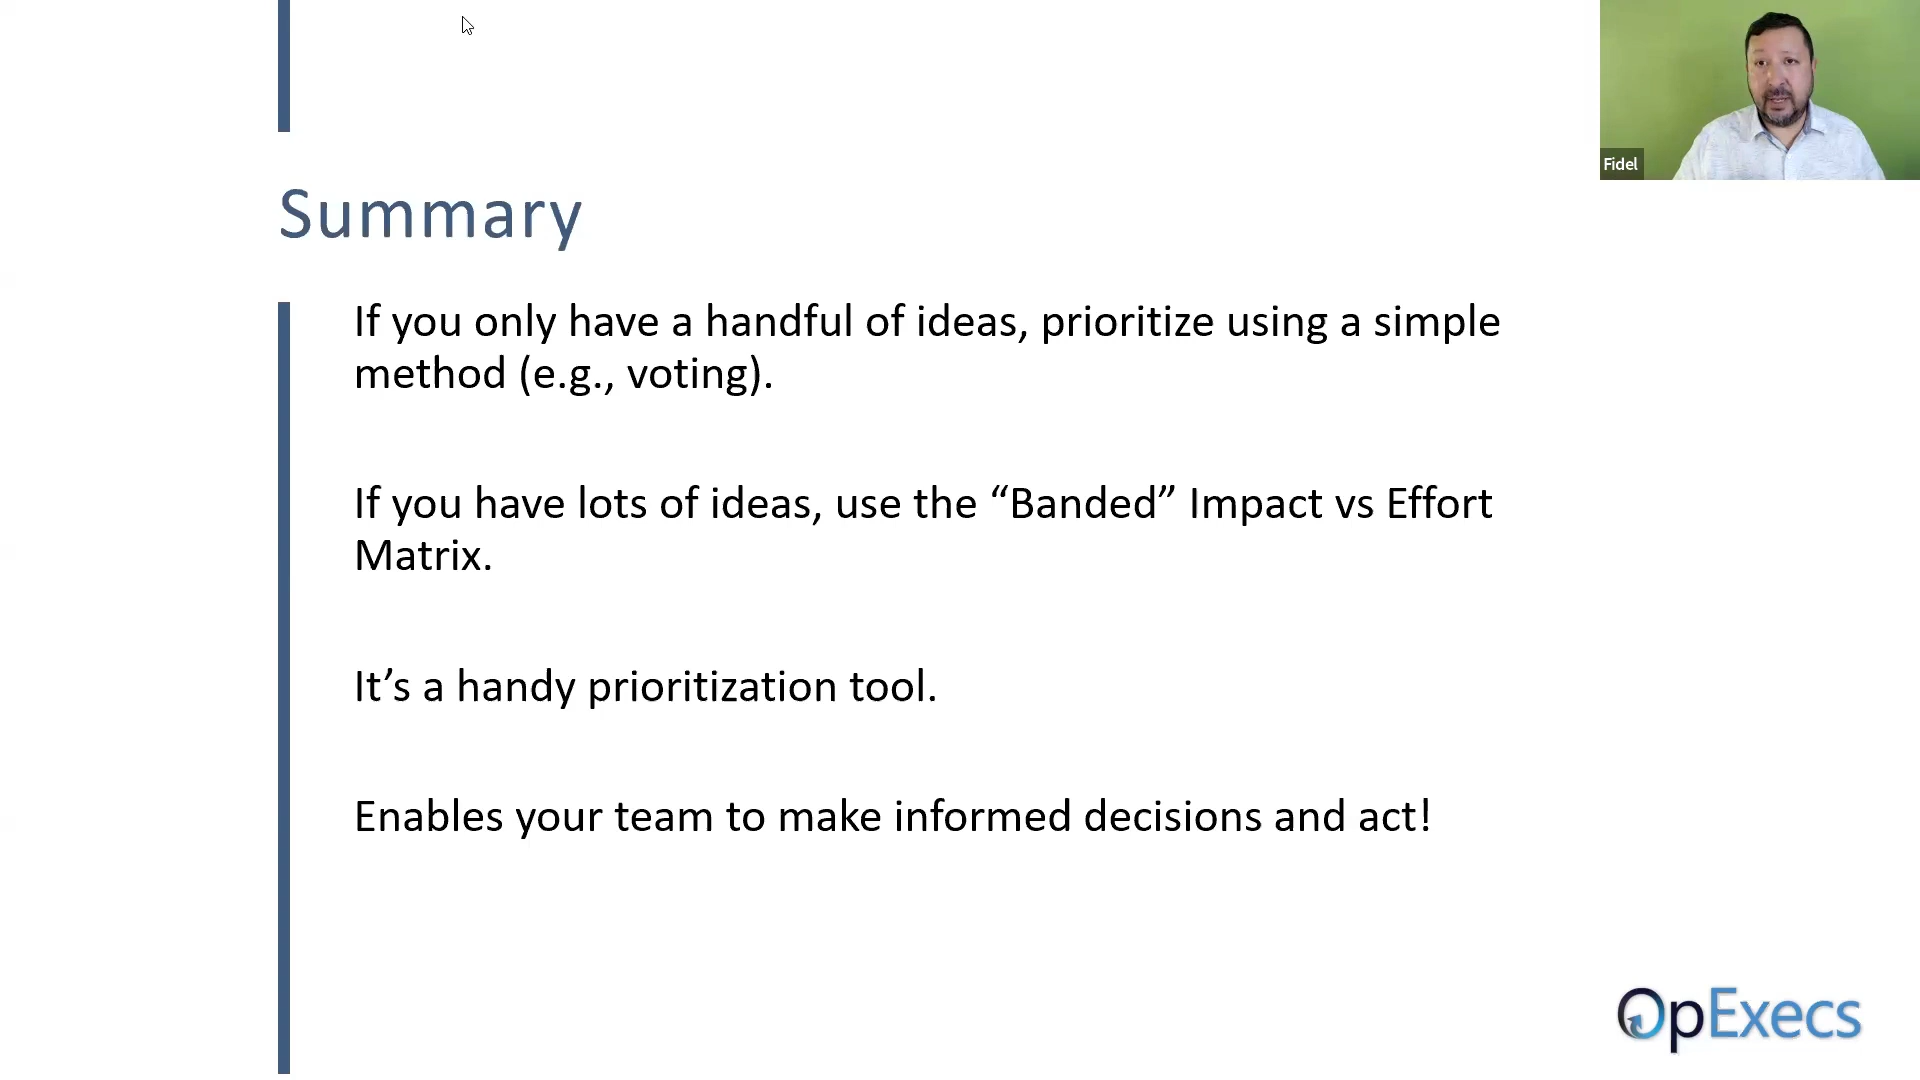 Fidel
Summary
If you only have a handful of ideas, prioritize using a simple
method (e.g., voting).
If you have lots of ideas, use the “Banded” Impact vs Effort
Matrix.
It’s a handy prioritization tool.
Enables your team to make informed decisions and act!
OpExecs